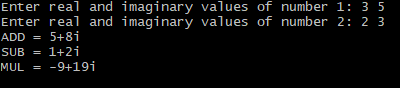 Enter real and imaginary values of number 1: 3 5
Enter real and imaginary values of number 2: 2 3
ADD = 5+8i
SUB = 1+2i
MUL = -9+19i